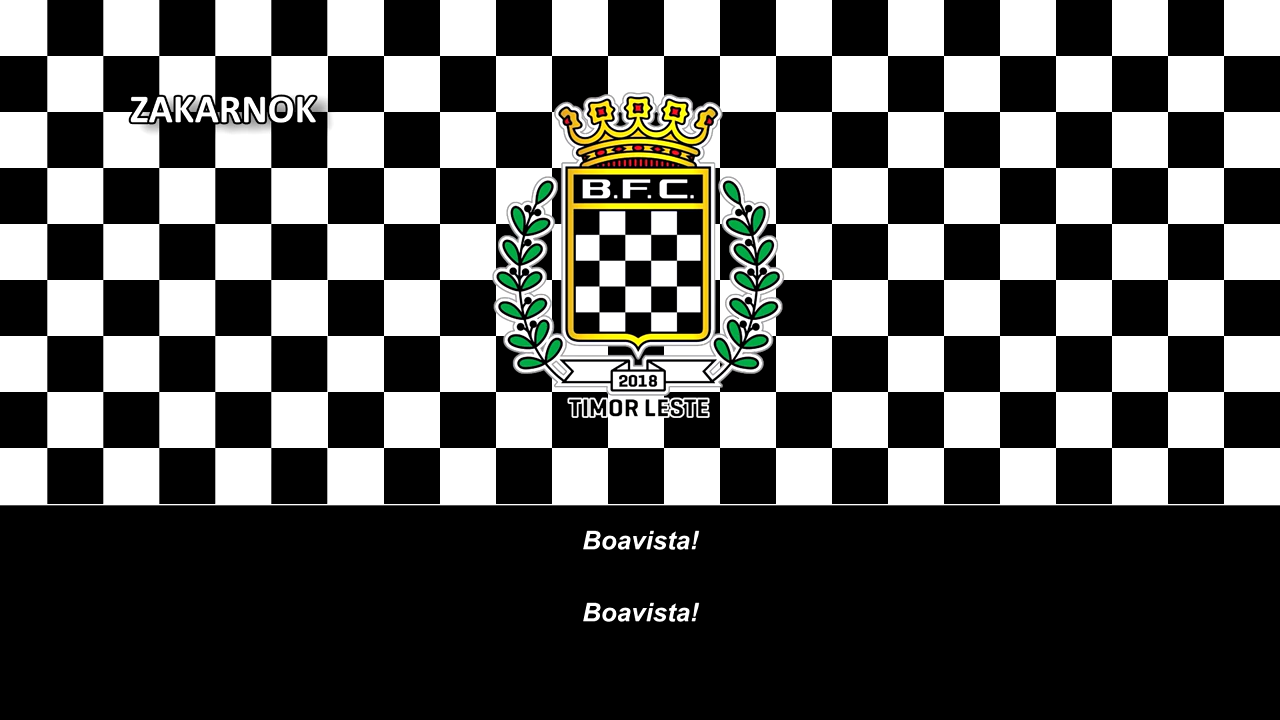 ZAKARNOK
B.F.C.
2018
TIMOR LESTE
Boavista!
Boavista!